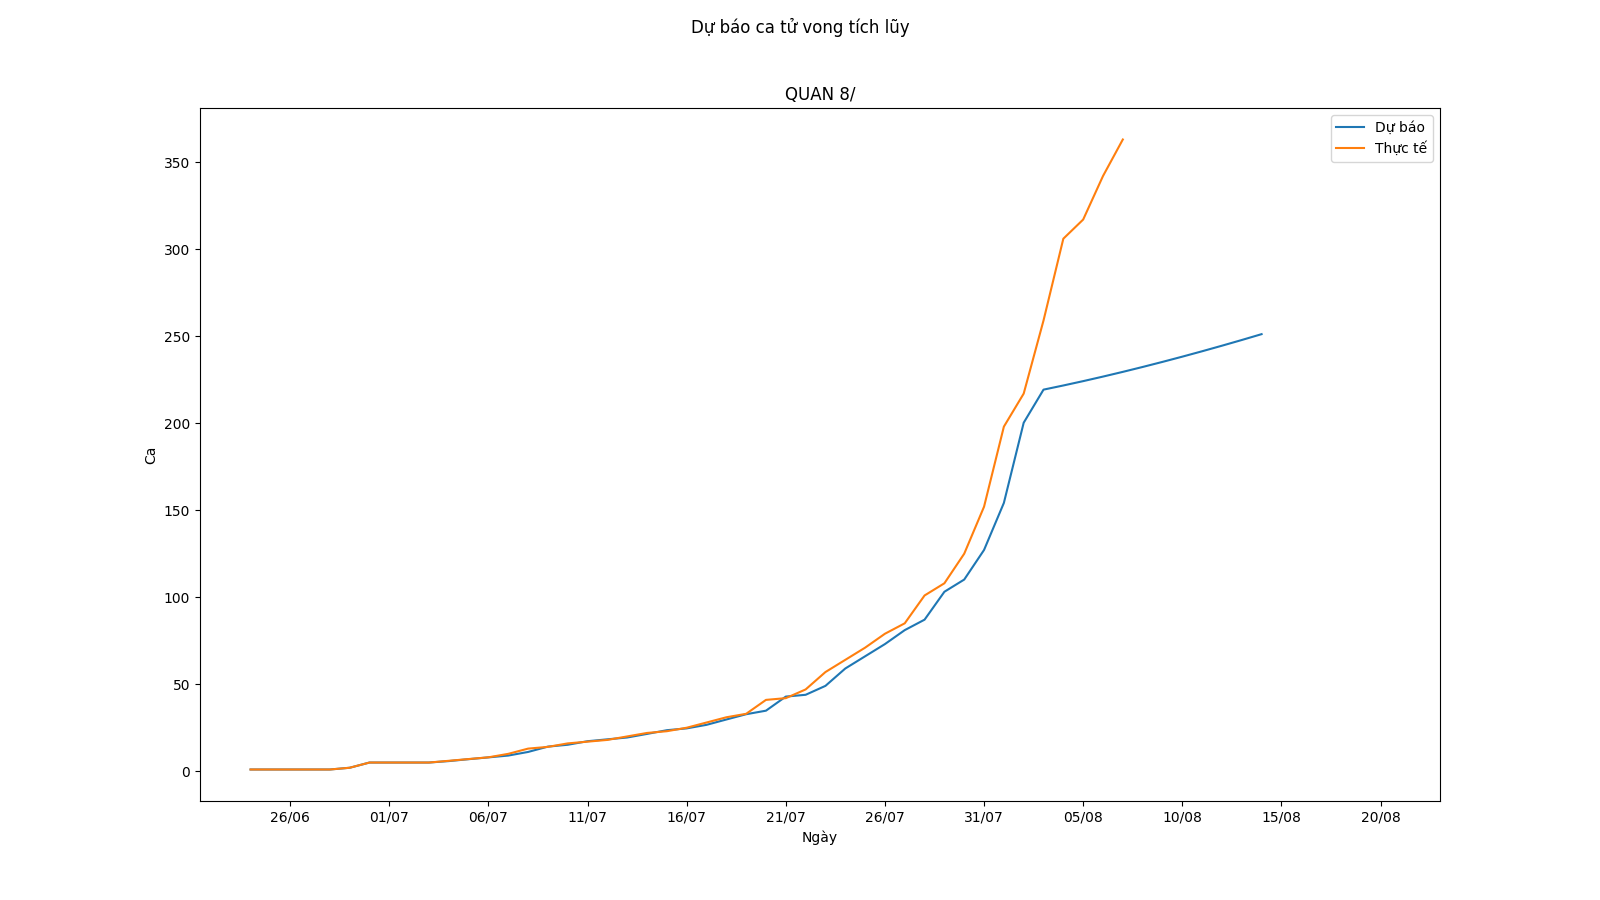 Dự báo ca tử vong tích lũy
QUAN 8/
Dự báo
Thực tế
350
300
250
200
150
100
50
0
Ca
26/06 01/07 06/07 11/07 16/07 21/07 26/07 31/07 05/08 10/08 15/08 20/08
Ngày